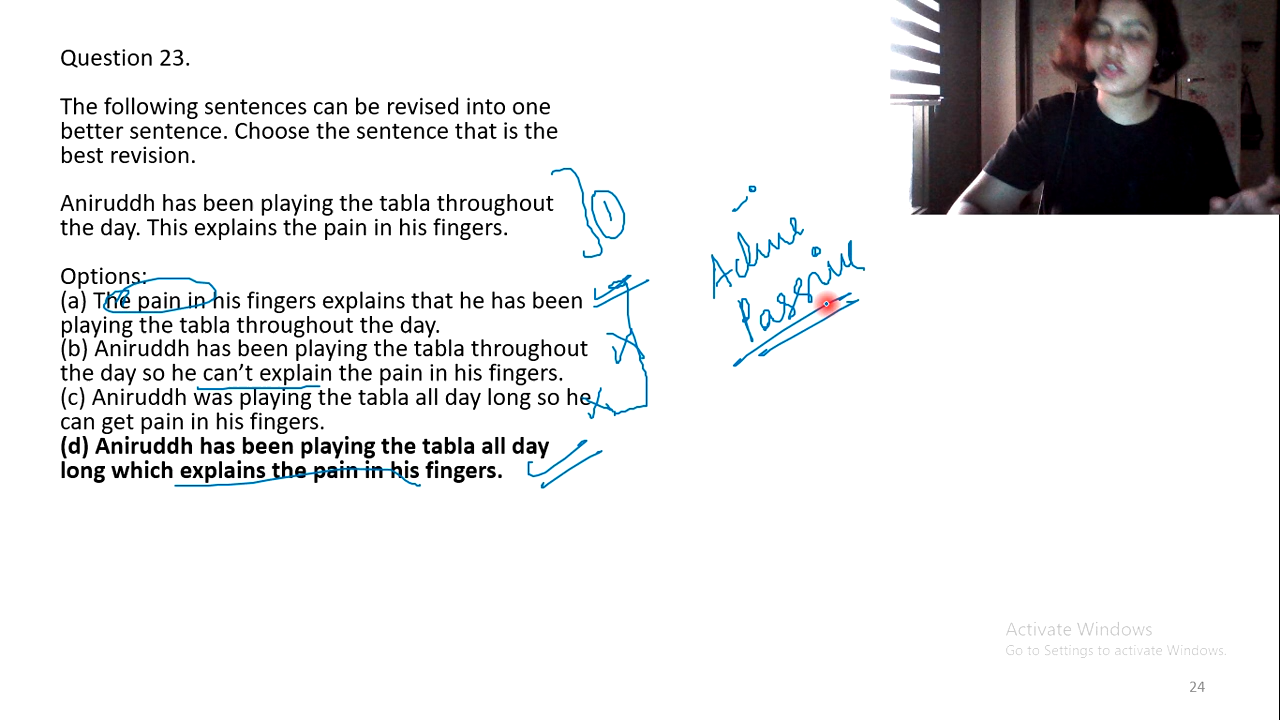 Question 23.
The following sentences can be revised into one
better sentence. Choose the sentence that is the
best revision.
Aniruddh has been playing the tabla throughout
the day. This explains the pain in his fingers.
1
Options:
(a) The pain in his fingers explains that he has been
playing the tabla throughout the day.
(b) Aniruddh has been playing the tabla throughout
the day so he can’t explain the pain in his fingers.
(c) Aniruddh was playing the tabla all day long so he
can get pain in his fingers.
(d) Aniruddh has been playing the tabla all day
long which explains the pain in his fingers.
Active
Passive
Activate Windows
Go to Settings to activate Windows.
24